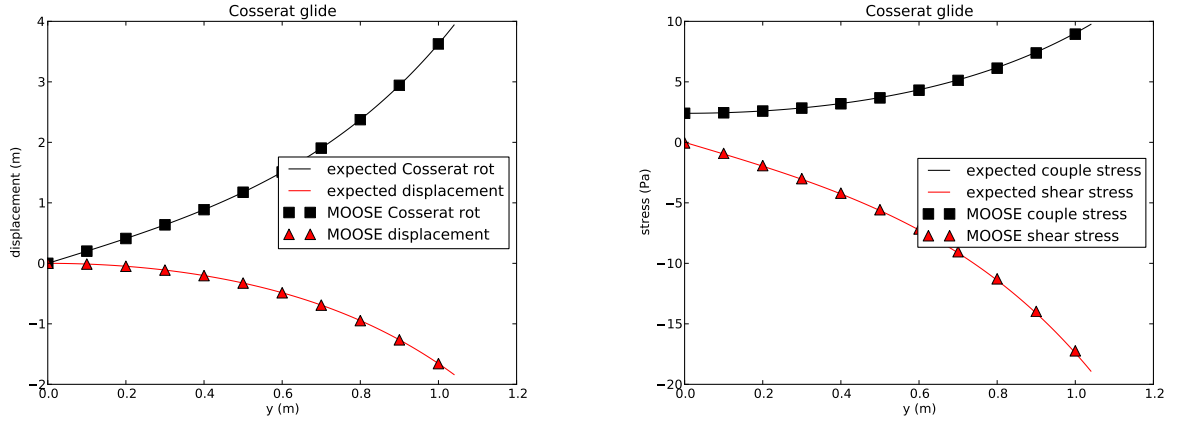 Cosserat glide
4
3
2
1
0
−1
−2
displacement (m)
expected Cosserat rot
expected displacement
MOOSE Cosserat rot
MOOSE displacement
0.0 0.2 0.4 0.6 0.8 1.0 1.2
y (m)
Cosserat glide
10
5
0
−5
−10
−15
−20
stress (Pa)
expected couple stress
expected shear stress
MOOSE couple stress
MOOSE shear stress
0.0 0.2 0.4 0.6 0.8 1.0 1.2
y (m)